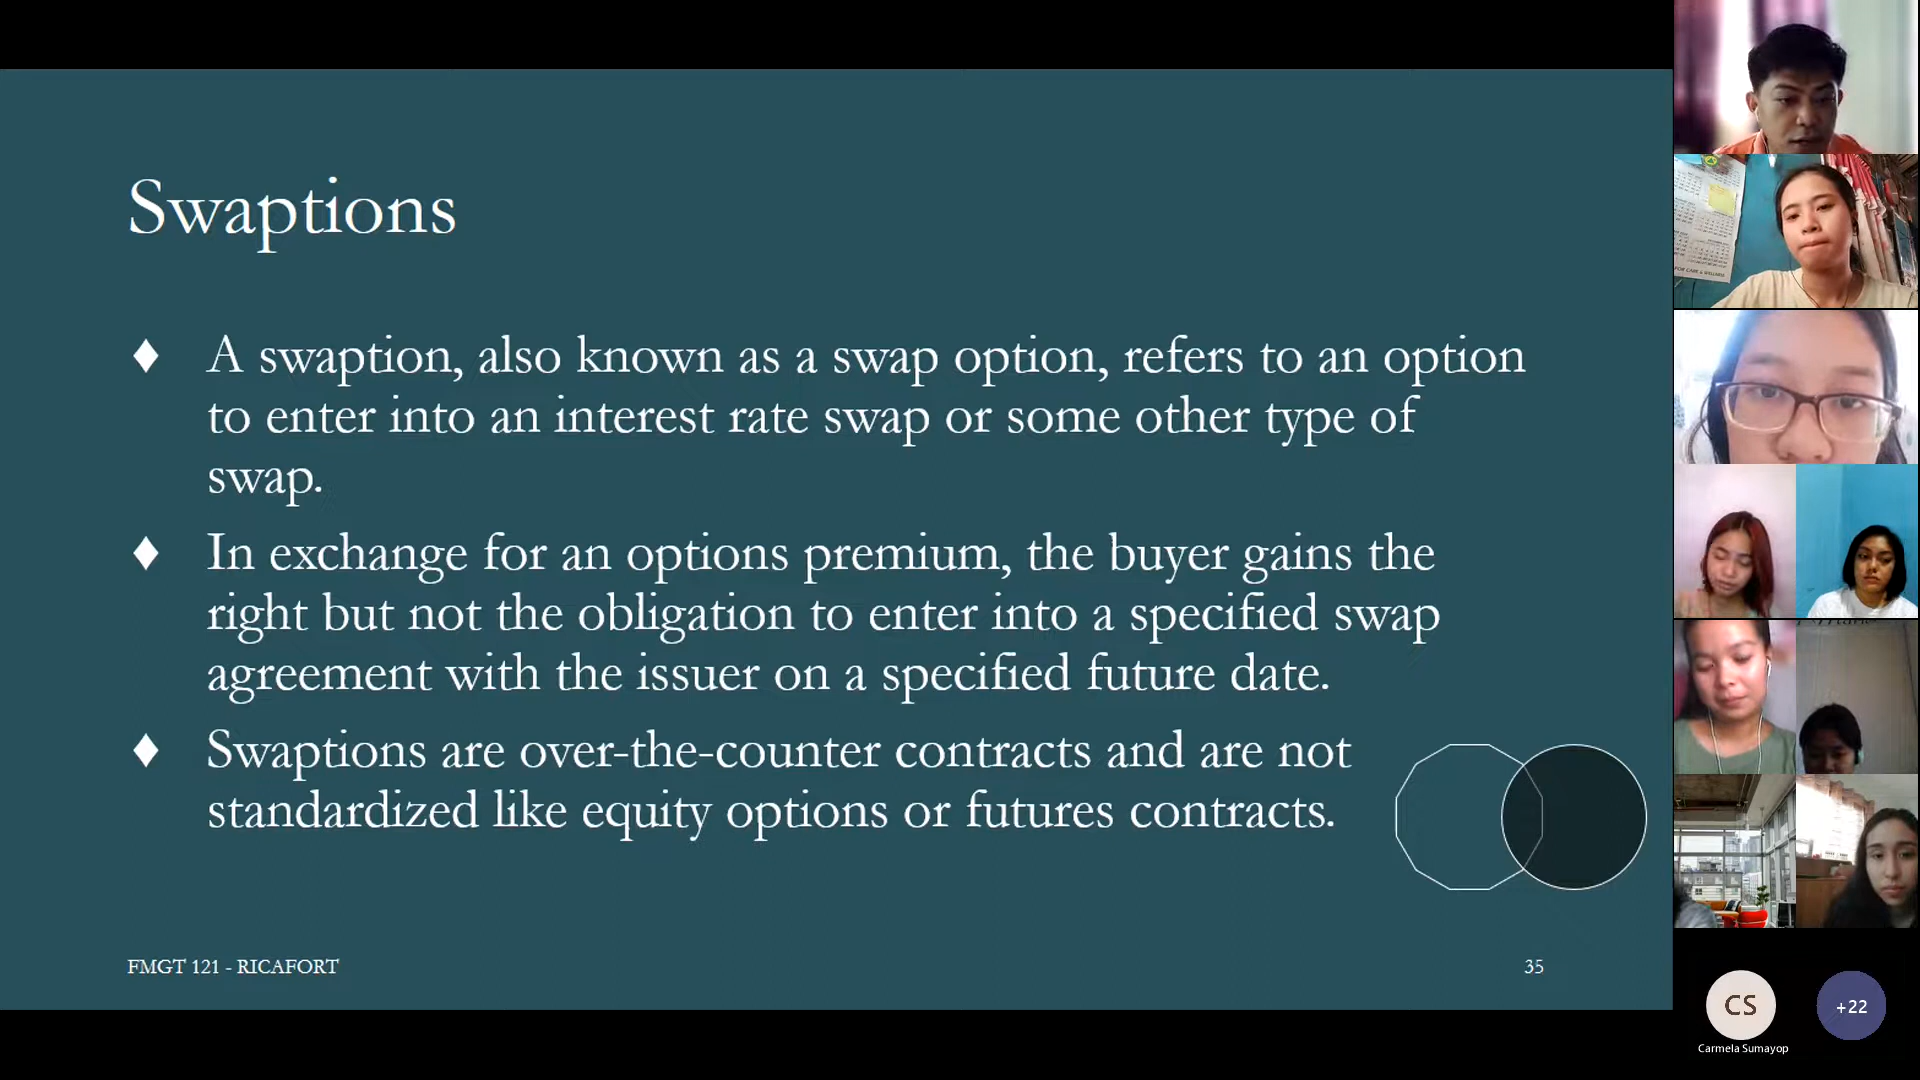 Swaptions
♦ A swaption, also known as a swap option, refers to an option
to enter into an interest rate swap or some other type of
swap.
♦ In exchange for an options premium, the buyer gains the
right but not the obligation to enter into a specified swap
agreement with the issuer on a specified future date.
♦ Swaptions are over-the-counter contracts and are not
standardized like equity options or futures contracts.
FMGT 121 - RICAFORT
35
CS
+22
Carmela Sumayop